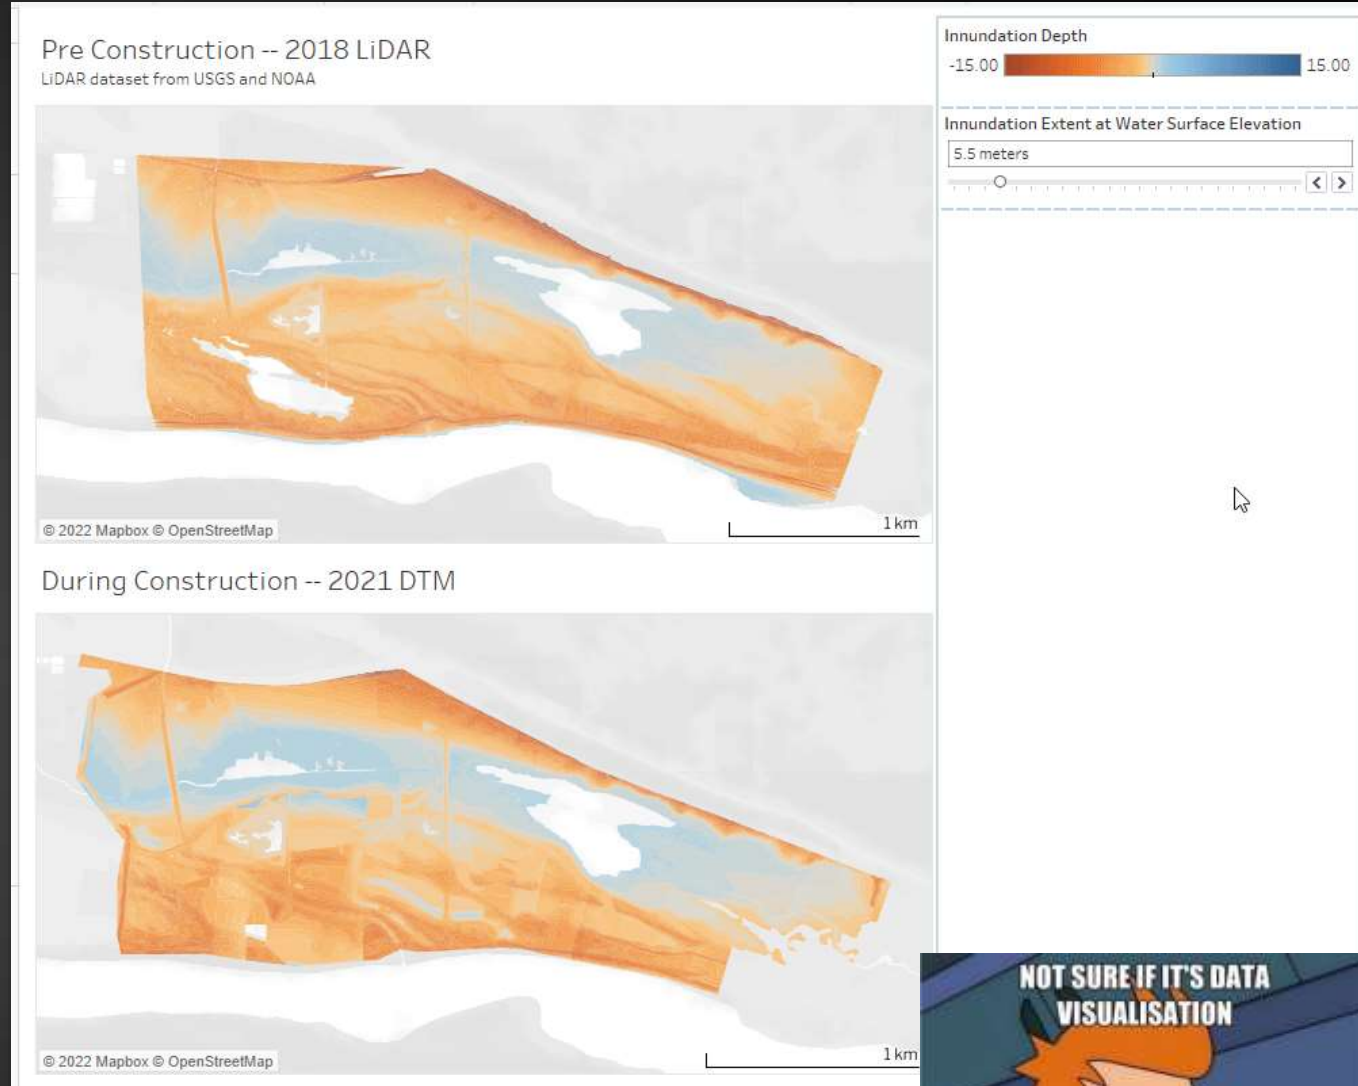 Pre Construction -- 2018 LiDAR
LiDAR dataset from USGS and NOAA
© 2022 Mapbox © OpenStreetMap
1 km
During Construction -- 2021 DTM
© 2022 Mapbox © OpenStreetMap
1 km
Innundation Depth
-15.00 15.00
Innundation Extent at Water Surface Elevation
5.5 meters
NOT SURE IF IT'S DATA
VISUALISATION